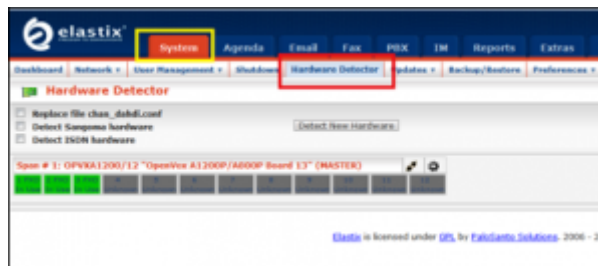 elastix
System Agenda Email Fax PBX IM Reports Extras
Dashboard Network User Management Shutdown Hardware Detector Updates Backup/Restore Preferences
Hardware Detector
Replace file chan_dahdi.conf
Detect Sangoma hardware
Detect New Hardware
Detect ISDN hardware
Span # 1: OPVXA1200/12 "OpenVox A1200P/A800P Board 13" (MASTER)
Elastix is licensed under GPL by PaloSanto Solutions. 2006 - 2